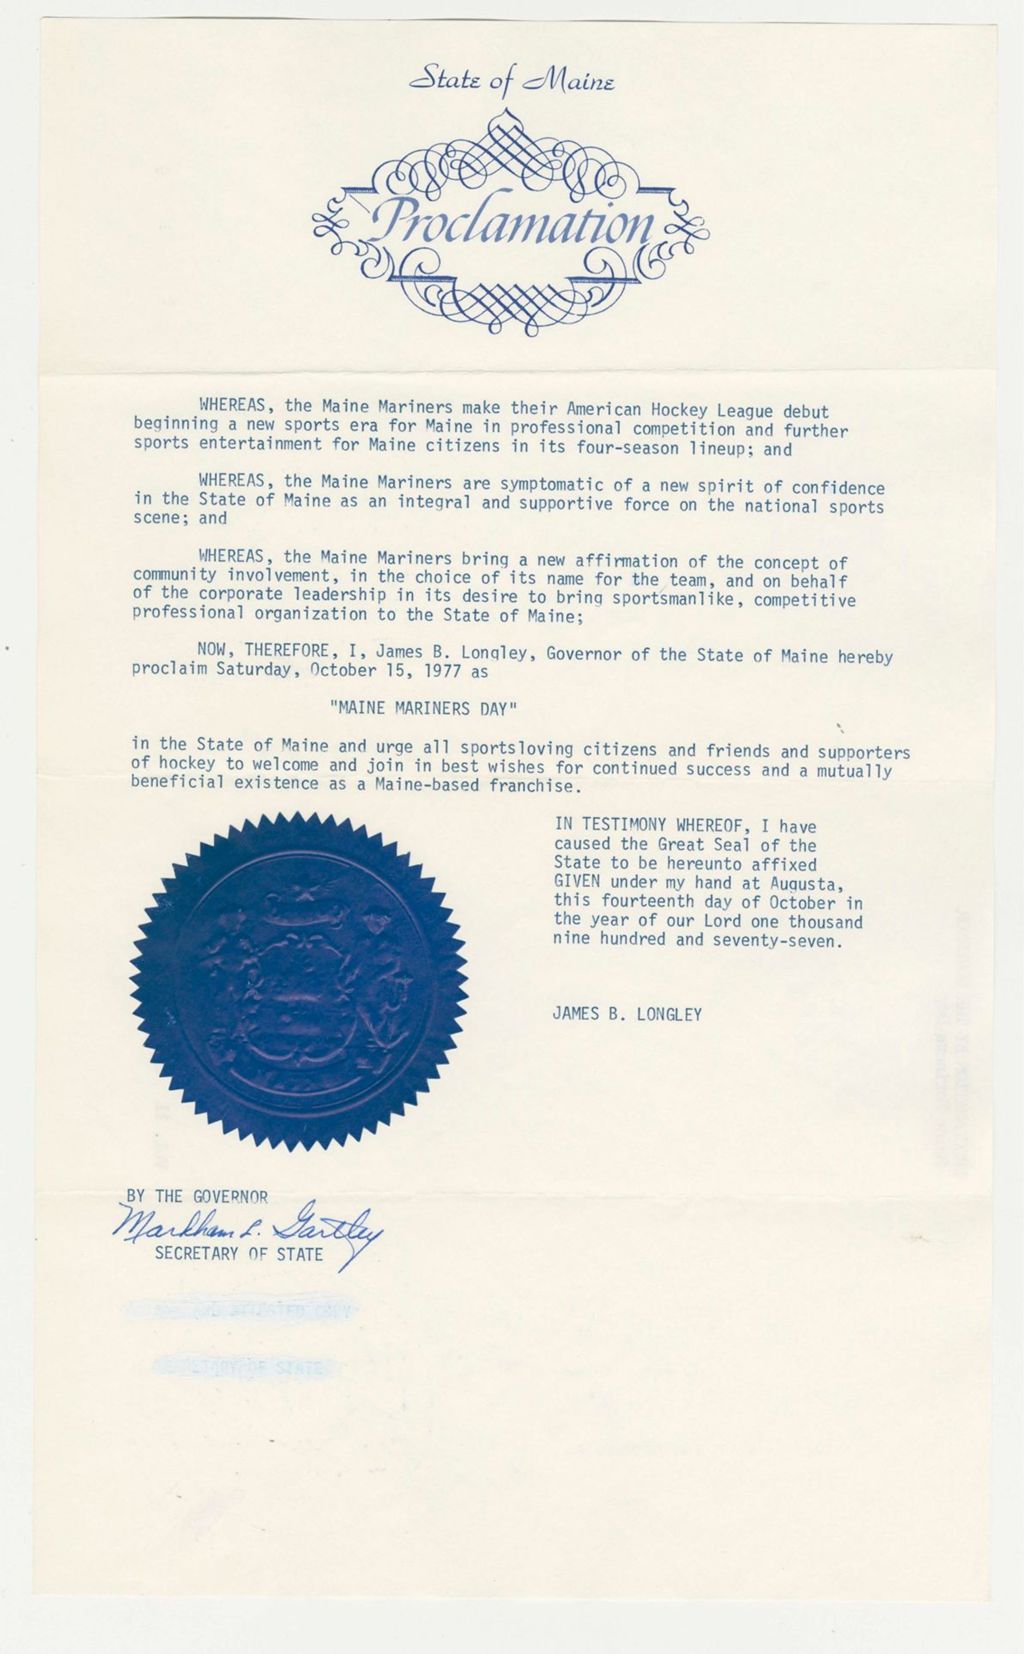 State of Maine
Proclamation
WHEREAS, the Maine Mariners make their American Hockey League debut
beginning a new sports era for Maine in professional competition and further
sports entertainment for Maine citizens in its four-season lineup; and
WHEREAS, the Maine Mariners are symptomatic of a new spirit of confidence
in the State of Maine as an integral and supportive force on the national sports
scene; and
WHEREAS, the Maine Mariners bring a new affirmation of the concept of
community involvement, in the choice of its name for the team, and on behalf
of the corporate leadership in its desire to bring sportsmanlike, competitive
professional organization to the State of Maine;
NOW, THEREFORE, I, James B. Longley, Governor of the State of Maine hereby
proclaim Saturday, October 15, 1977 as
"MAINE MARINERS DAY"
in the State of Maine and urge all sportsloving citizens and friends and supporters
of hockey to welcome and join in best wishes for continued success and a mutually
beneficial existence as a Maine-based franchise.
IN TESTIMONY WHEREOF, I have
caused the Great Seal of the
State to be hereunto affixed
GIVEN under my hand at Augusta,
this fourteenth day of October in
the year of our Lord one thousand
nine hundred and seventy-seven.
JAMES B. LONGLEY
BY THE GOVERNOR
Markham L. Gartley
SECRETARY OF STATE